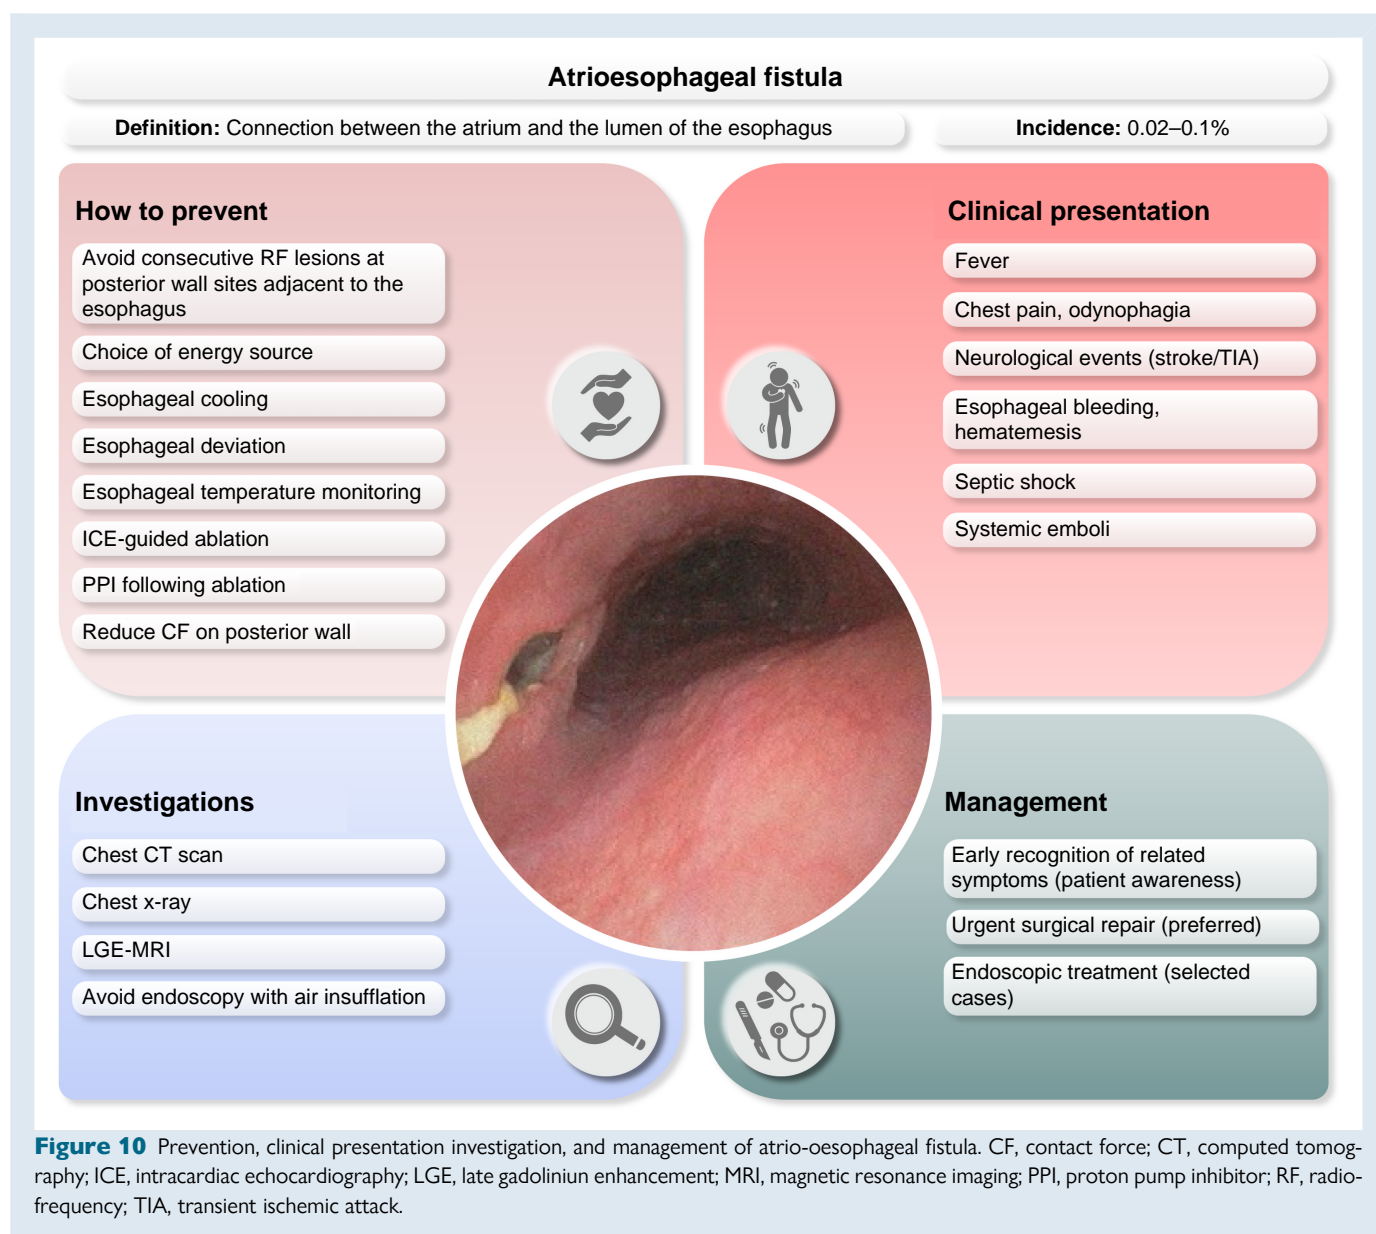 Atrioesophageal fistula
Definition: Connection between the atrium and the lumen of the esophagus
Incidence: 0.02–0.1%
How to prevent
Avoid consecutive RF lesions at
posterior wall sites adjacent to the
esophagus
Choice of energy source
Esophageal cooling
Esophageal deviation
Esophageal temperature monitoring
ICE-guided ablation
PPI following ablation
Reduce CF on posterior wall
Clinical presentation
Fever
Chest pain, odynophagia
Neurological events (stroke/TIA)
Esophageal bleeding,
hematemesis
Septic shock
Systemic emboli
Investigations
Chest CT scan
Chest x-ray
LGE-MRI
Avoid endoscopy with air insufflation
Management
Early recognition of related
symptoms (patient awareness)
Urgent surgical repair (preferred)
Endoscopic treatment (selected
cases)
Figure 10 Prevention, clinical presentation investigation, and management of atrio-oesophageal fistula. CF, contact force; CT, computed tomog-
raphy; ICE, intracardiac echocardiography; LGE, late gadoliniun enhancement; MRI, magnetic resonance imaging; PPI, proton pump inhibitor; RF, radio-
frequency; TIA, transient ischemic attack.